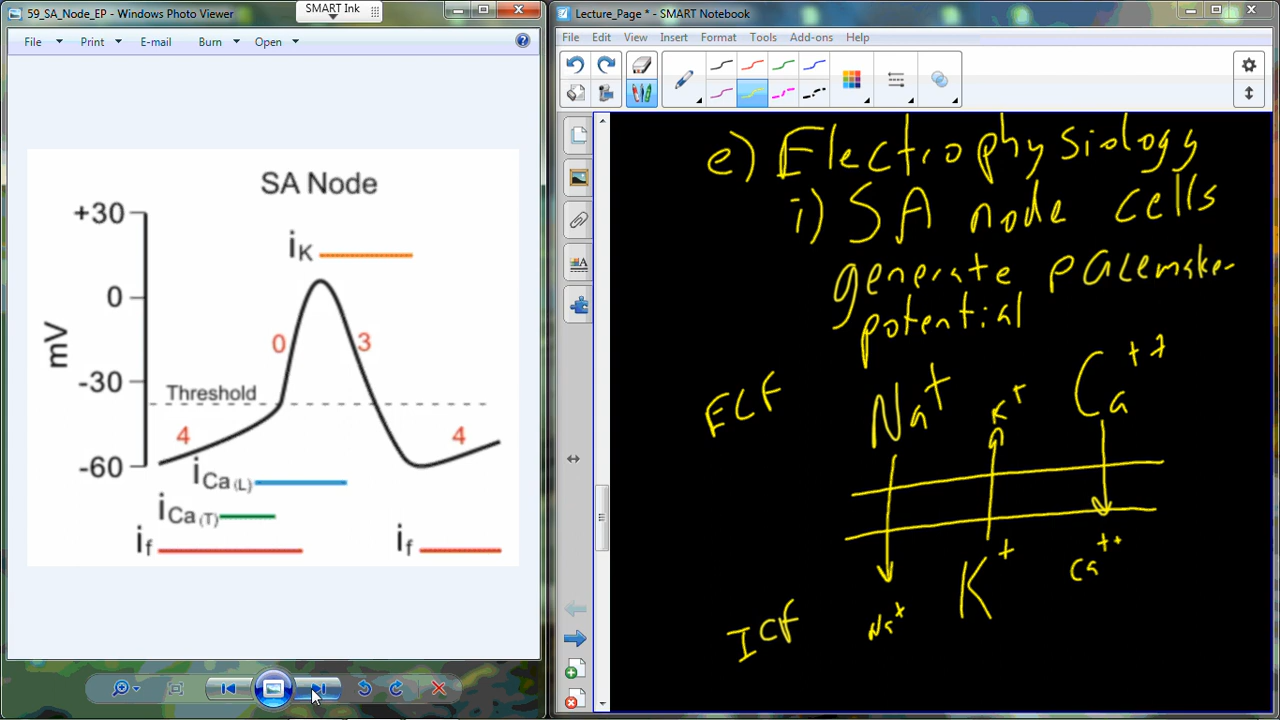 59_SA_Node_EP - Windows Photo Viewer
SMART Ink
File Print E-mail Burn Open
SA Node
+30
0
-30
-60
mV
iK
0
3
Threshold
4
4
iCa(L)
iCa(T)
if
if
Lecture_Page * - SMART Notebook
File Edit View Insert Format Tools Add-ons Help
e) Electrophysiology
i) SA node cells
generate pacemaker
potential
ECF Na+ K+ Ca++
ICF Na+ K+ Ca++